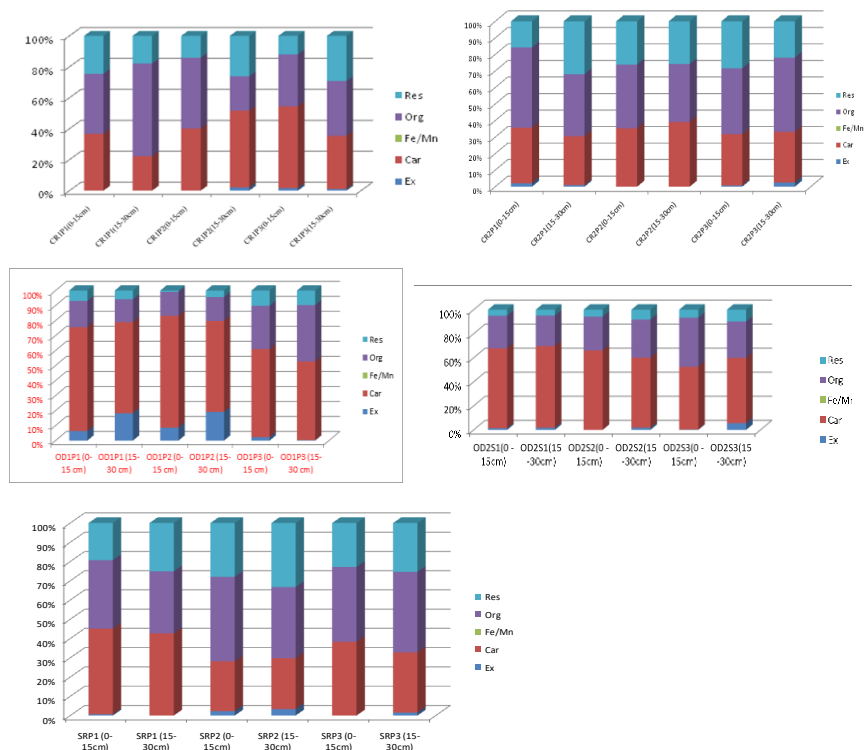 100%
80%
60%
40%
20%
0%
CR1P1(0-15cm)
CR1P1(15-30cm)
CR1P2(0-15cm)
CR1P2(15-30cm)
CR1P3(0-15cm)
CR1P3(15-30cm)
Res
Org
Fe/Mn
Car
Ex
100%
90%
80%
70%
60%
50%
40%
30%
20%
10%
0%
CR2P1(0-15cm)
CR2P1(15-30cm)
CR2P2(0-15cm)
CR2P2(15-30cm)
CR2P3(0-15cm)
CR2P3(15-30cm)
Res
Org
Fe/Mn
Car
Ex
100%
90%
80%
70%
60%
50%
40%
30%
20%
10%
0%
OD1P1 (0-
15 cm)
OD1P1 (15-
30 cm)
OD1P2 (0-
15 cm)
OD1P2 (15-
30 cm)
OD1P3 (0-
15 cm)
OD1P3 (15-
30 cm)
Res
Org
Fe/Mn
Car
Ex
100%
80%
60%
40%
20%
0%
OD2S1(0-
15cm)
OD2S1(15
-30cm)
OD2S2(0-
15cm)
OD2S2(15
-30cm)
OD2S3(0-
15cm)
OD2S3(15
-30cm)
Res
Org
Fe/Mn
Car
Ex
100%
90%
80%
70%
60%
50%
40%
30%
20%
10%
0%
SRP1 (0-
15cm)
SRP1 (15-
30cm)
SRP2 (0-
15cm)
SRP2 (15-
30cm)
SRP3 (0-
15cm)
SRP3 (15-
30cm)
Res
Org
Fe/Mn
Car
Ex